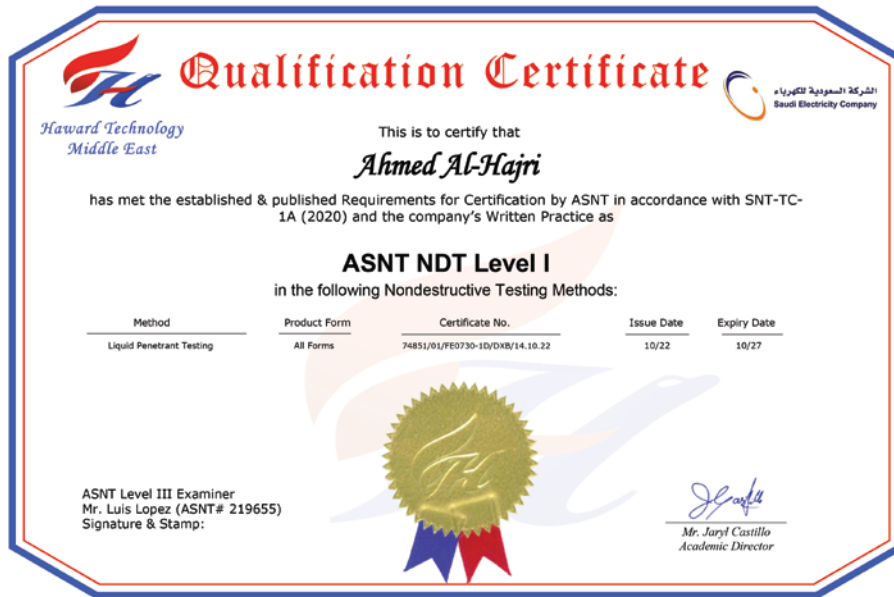 Qualification Certificate
Haward Technology
Middle East
الشركة السعودية للكهرباء
Saudi Electricity Company
This is to certify that
Ahmed Al-Hajri
has met the established & published Requirements for Certification by ASNT in accordance with SNT-TC-
1A (2020) and the company's Written Practice as
ASNT NDT Level I
in the following Nondestructive Testing Methods:
Method Product Form Certificate No. Issue Date Expiry Date
Liquid Penetrant Testing All Forms 74851/01/FE0730-1D/DXB/14.10.22 10/22 10/27
ASNT Level III Examiner
Mr. Luis Lopez (ASNT# 219655)
Signature & Stamp:
Mr. Jaryl Castillo
Academic Director